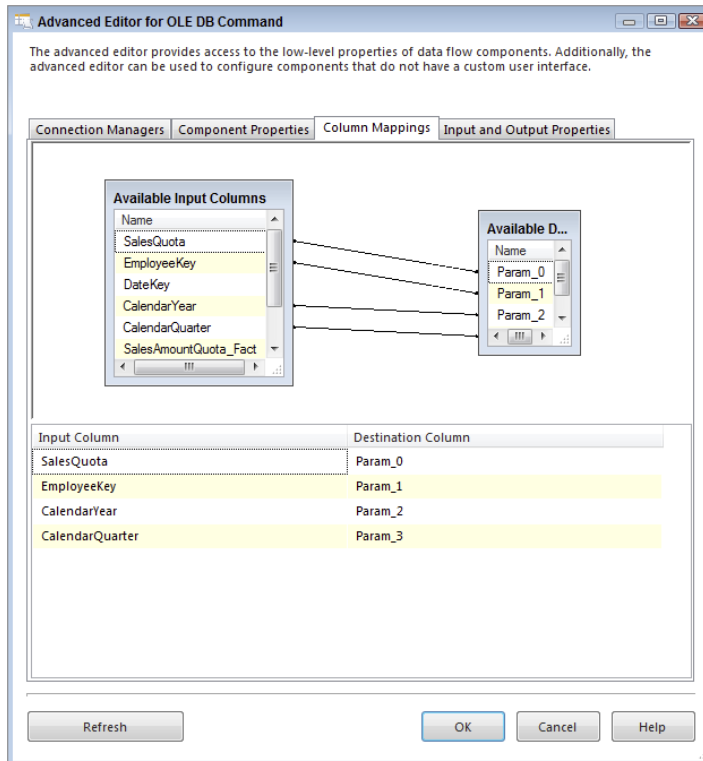 Advanced Editor for OLE DB Command
The advanced editor provides access to the low-level properties of data flow components. Additionally, the
advanced editor can be used to configure components that do not have a custom user interface.
Connection Managers Component Properties Column Mappings Input and Output Properties
Available Input Columns
Name
SalesQuota
EmployeeKey
DateKey
CalendarYear
CalendarQuarter
SalesAmountQuota_Fact
Available D...
Name
Param_0
Param_1
Param_2
Input Column Destination Column
SalesQuota Param_0
EmployeeKey Param_1
CalendarYear Param_2
CalendarQuarter Param_3
Refresh OK Cancel Help